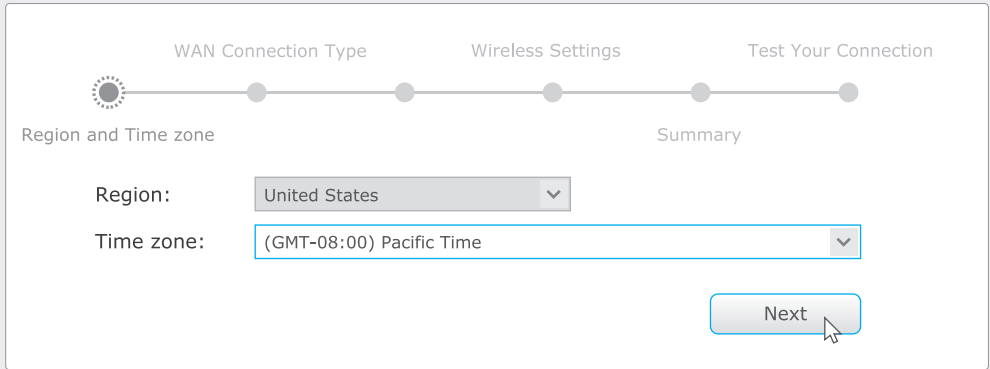 WAN Connection Type Wireless Settings Test Your Connection
Region and Time zone Summary
Region: United States
Time zone: (GMT-08:00) Pacific Time
Next